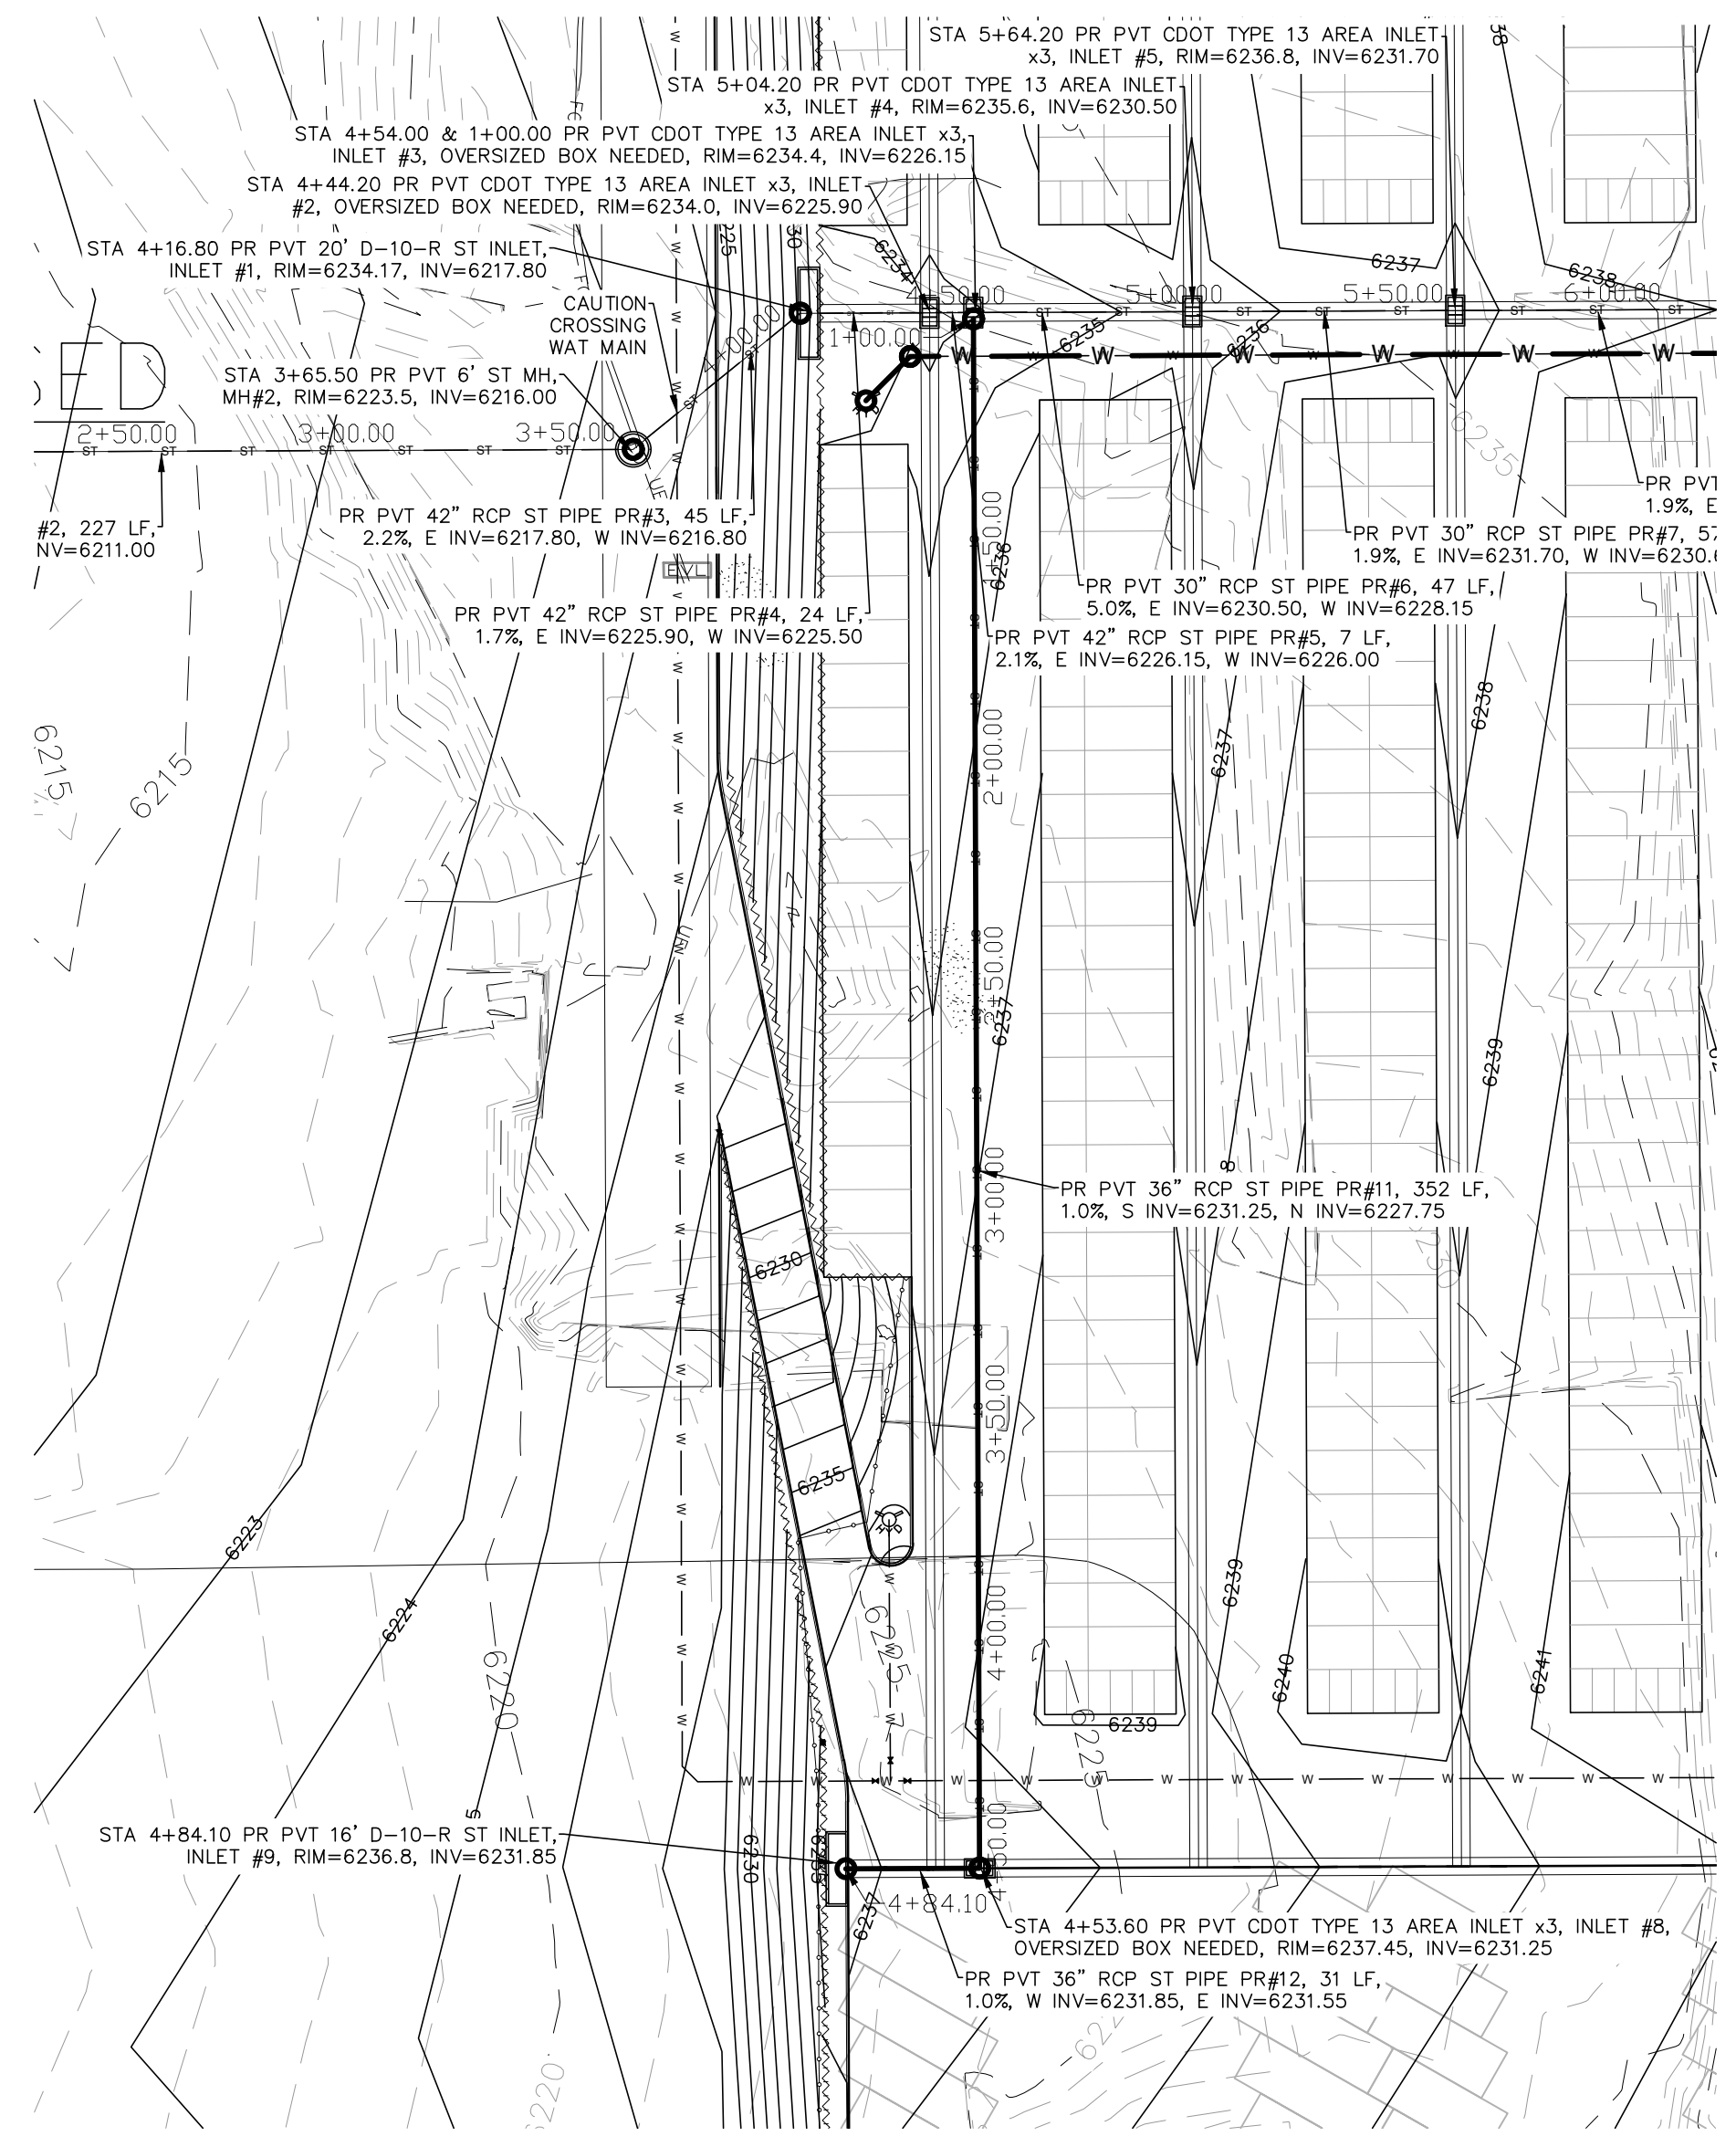 STA 5+64.20 PR PVT CDOT TYPE 13 AREA INLET
x3, INLET #5, RIM=6236.8, INV=6231.70
STA 5+04.20 PR PVT CDOT TYPE 13 AREA INLET
x3, INLET #4, RIM=6235.6, INV=6230.50
STA 4+54.00 & 1+00.00 PR PVT CDOT TYPE 13 AREA INLET x3,
INLET #3, OVERSIZED BOX NEEDED, RIM=6234.4, INV=6226.15
STA 4+44.20 PR PVT CDOT TYPE 13 AREA INLET x3, INLET
#2, OVERSIZED BOX NEEDED, RIM=6234.0, INV=6225.90
STA 4+16.80 PR PVT 20' D-10-R ST INLET,
INLET #1, RIM=6234.17, INV=6217.80
CAUTION
CROSSING
WAT MAIN
STA 3+65.50 PR PVT 6' ST MH,
MH#2, RIM=6223.5, INV=6216.00
6234
6237
6238
5+00.00
5+50.00
6+00.00
1+00.00
6235
6236
2+50.00
3+00.00
3+50.00
6235
#2, 227 LF,
NV=6211.00
PR PVT 42" RCP ST PIPE PR#3, 45 LF,
2.2%, E INV=6217.80, W INV=6216.80
PR PVT
1.9%, E
PR PVT 30" RCP ST PIPE PR#7, 57
1.9%, E INV=6231.70, W INV=6230.6
EVL
6236
PR PVT 30" RCP ST PIPE PR#6, 47 LF,
5.0%, E INV=6230.50, W INV=6228.15
PR PVT 42" RCP ST PIPE PR#4, 24 LF,
1.7%, E INV=6225.90, W INV=6225.50
PR PVT 42" RCP ST PIPE PR#5, 7 LF,
2.1%, E INV=6226.15, W INV=6226.00
6215
6215
2+00.00
6237
6238
6237
6239
3+00.00
PR PVT 36" RCP ST PIPE PR#11, 352 LF,
1.0%, S INV=6231.25, N INV=6227.75
6230
6230
3+50.00
6235
6223
6224
6220
6225
4+00.00
6239
6240
6241
6239
6225
STA 4+84.10 PR PVT 16' D-10-R ST INLET,
INLET #9, RIM=6236.8, INV=6231.85
6230
6235
4+50.00
6237
4+84.10
STA 4+53.60 PR PVT CDOT TYPE 13 AREA INLET x3, INLET #8,
OVERSIZED BOX NEEDED, RIM=6237.45, INV=6231.25
PR PVT 36" RCP ST PIPE PR#12, 31 LF,
1.0%, W INV=6231.85, E INV=6231.55
6220